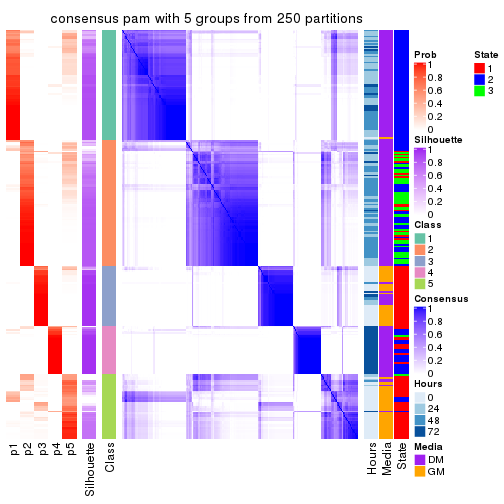 consensus pam with 5 groups from 250 partitions
Prob
1
0.8
0.6
0.4
0.2
0
State
1
2
3
Silhouette
1
0.8
0.6
0.4
0.2
0
Class
1
2
3
4
5
Consensus
1
0.8
0.6
0.4
0.2
0
Hours
0
24
48
72
Media
DM
GM
p1
p2
p3
p4
p5
Silhouette
Class
Hours
Media
State